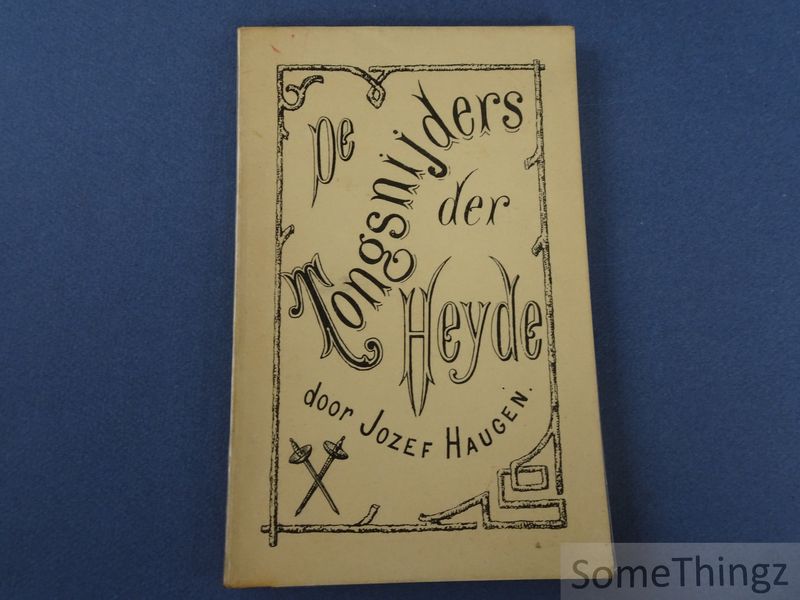 De
Tongsnijders
der
Heyde
door JOZEF HAUGEN.
SomeThingz